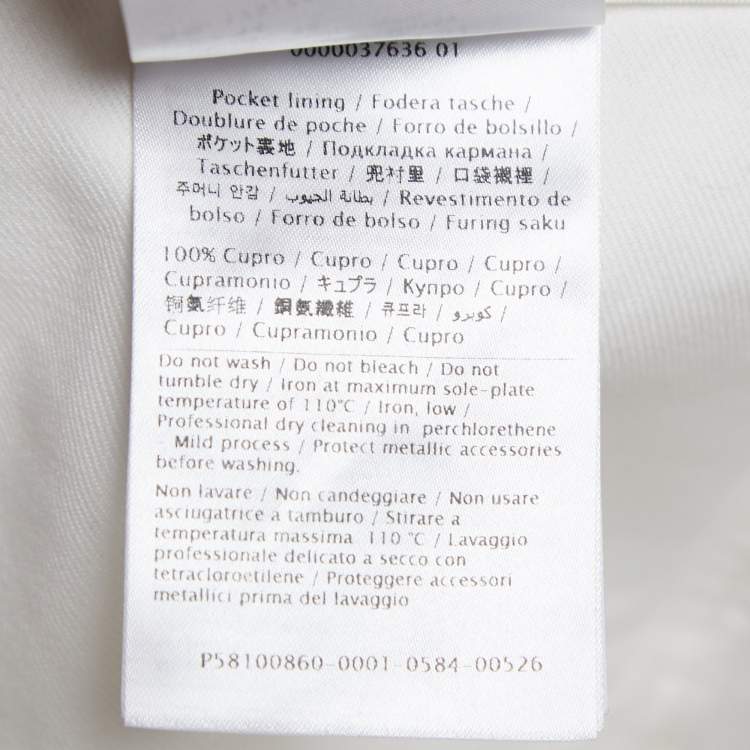 0000037636 01
Pocket lining / Fodera tasche /
Doublure de poche / Forro de bolsillo /
ポケット裏地 / Подкладка кармана /
Taschenfutter / 兜衬里 / 口袋襯裡 /
주머니 안감 / بطانة الجيوب / Revestimento de
bolso / Forro de bolso / Furing saku
100% Cupro / Cupro / Cupro / Cupro /
Cupramonio / キュプラ / Купро / Cupro /
铜氨纤维 / 銅氨纖維 / 큐프라 / كوبرو /
Cupro / Cupramonio / Cupro
Do not wash / Do not bleach / Do not
tumble dry / Iron at maximum sole-plate
temperature of 110°C / Iron, low /
Professional dry cleaning in perchlorethene
- Mild process / Protect metallic accessories
before washing.
Non lavare / Non candeggiare / Non usare
asciugatrice a tamburo / Stirare a
temperatura massima 110 °C / Lavaggio
professionale delicato a secco con
tetracloroetilene / Proteggere accessori
metallici prima del lavaggio
P58100860-0001-0584-00526